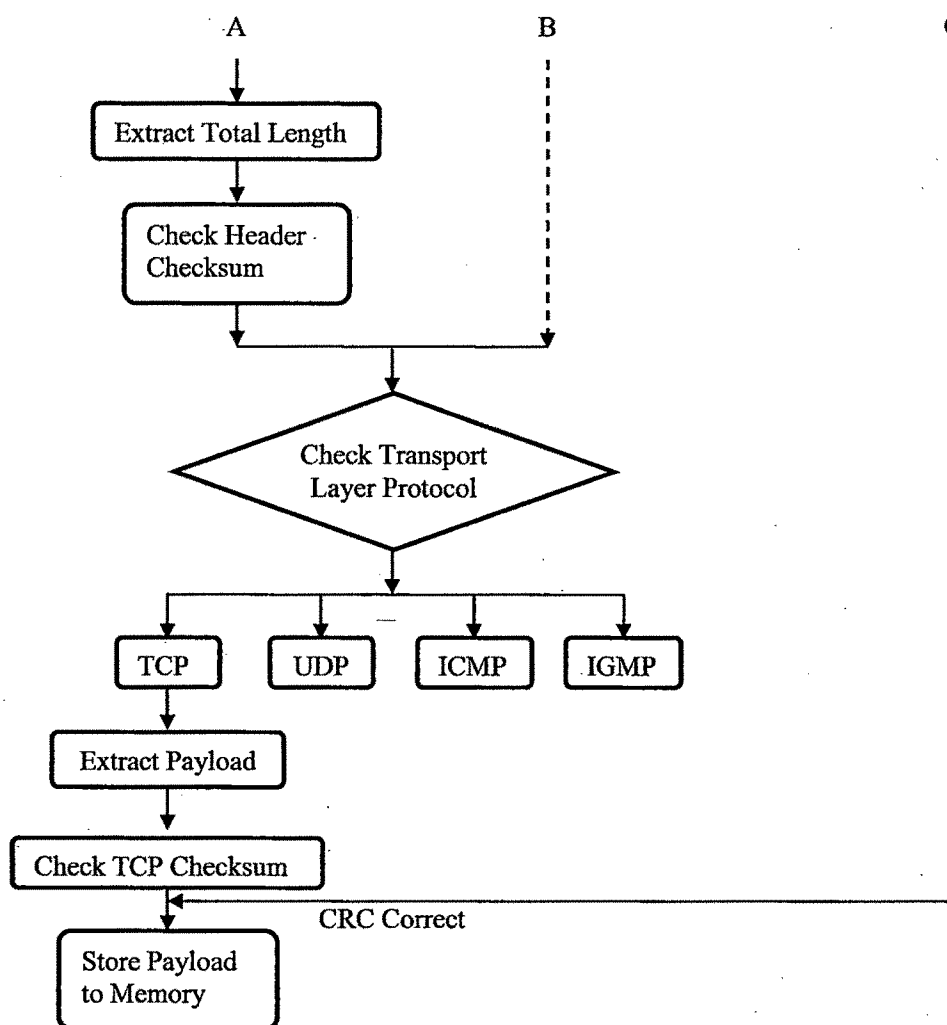 A
B
Extract Total Length
Check Header
Checksum
Check Transport
Layer Protocol
TCP
UDP
ICMP
IGMP
Extract Payload
Check TCP Checksum
CRC Correct
Store Payload
to Memory